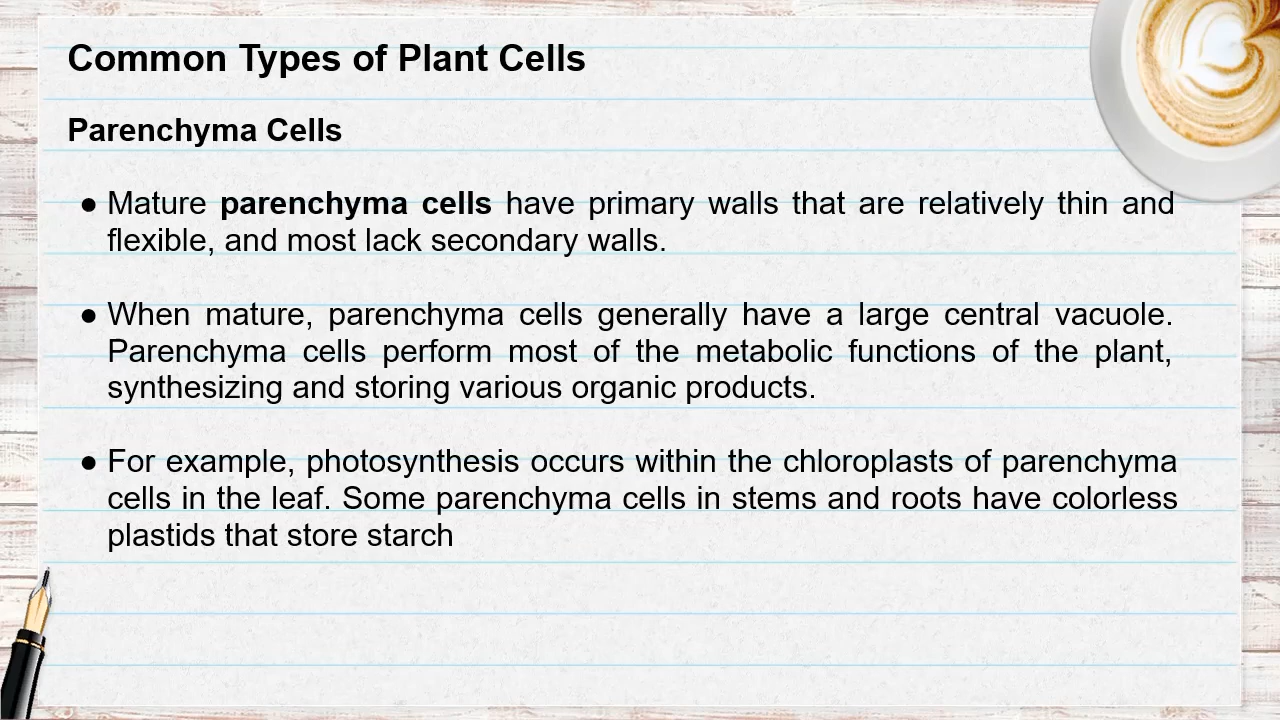 Common Types of Plant Cells
Parenchyma Cells
● Mature parenchyma cells have primary walls that are relatively thin and
flexible, and most lack secondary walls.
● When mature, parenchyma cells generally have a large central vacuole.
Parenchyma cells perform most of the metabolic functions of the plant,
synthesizing and storing various organic products.
● For example, photosynthesis occurs within the chloroplasts of parenchyma
cells in the leaf. Some parenchyma cells in stems and roots have colorless
plastids that store starch